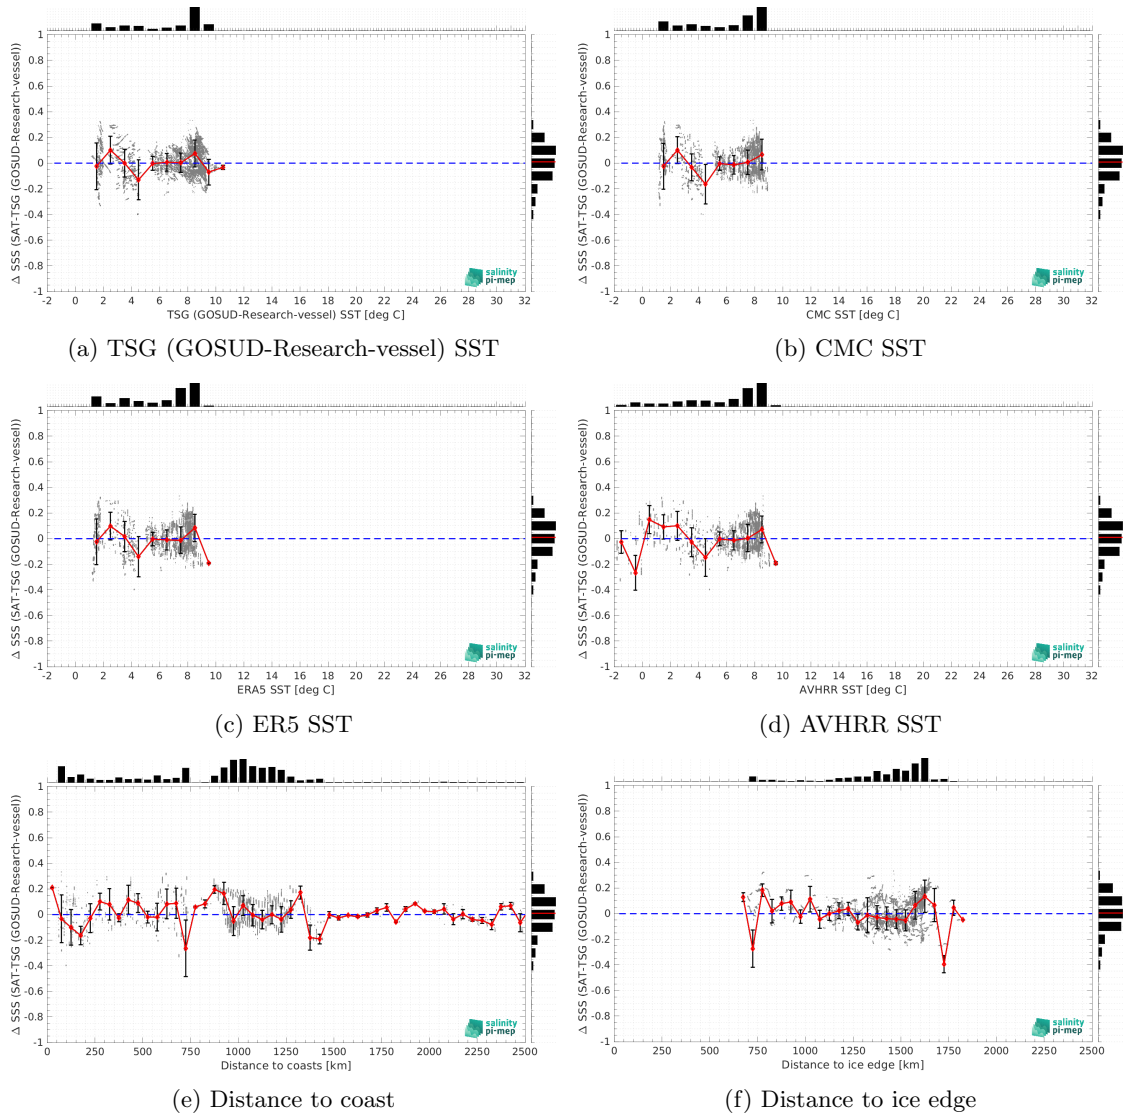 Δ SSS (SAT-TSG (GOSUD-Research-vessel))
1
0.8
0.6
0.4
0.2
0
-0.2
-0.4
-0.6
-0.8
-1
salinity
pi-mep
-2 0 2 4 6 8 10 12 14 16 18 20 22 24 26 28 30 32
TSG (GOSUD-Research-vessel) SST [deg C]
(a) TSG (GOSUD-Research-vessel) SST
Δ SSS (SAT-TSG (GOSUD-Research-vessel))
1
0.8
0.6
0.4
0.2
0
-0.2
-0.4
-0.6
-0.8
-1
salinity
pi-mep
-2 0 2 4 6 8 10 12 14 16 18 20 22 24 26 28 30 32
CMC SST [deg C]
(b) CMC SST
Δ SSS (SAT-TSG (GOSUD-Research-vessel))
1
0.8
0.6
0.4
0.2
0
-0.2
-0.4
-0.6
-0.8
-1
salinity
pi-mep
-2 0 2 4 6 8 10 12 14 16 18 20 22 24 26 28 30 32
ERA5 SST [deg C]
(c) ER5 SST
Δ SSS (SAT-TSG (GOSUD-Research-vessel))
1
0.8
0.6
0.4
0.2
0
-0.2
-0.4
-0.6
-0.8
-1
salinity
pi-mep
-2 0 2 4 6 8 10 12 14 16 18 20 22 24 26 28 30 32
AVHRR SST [deg C]
(d) AVHRR SST
Δ SSS (SAT-TSG (GOSUD-Research-vessel))
1
0.8
0.6
0.4
0.2
0
-0.2
-0.4
-0.6
-0.8
-1
salinity
pi-mep
0 250 500 750 1000 1250 1500 1750 2000 2250 2500
Distance to coasts [km]
(e) Distance to coast
Δ SSS (SAT-TSG (GOSUD-Research-vessel))
1
0.8
0.6
0.4
0.2
0
-0.2
-0.4
-0.6
-0.8
-1
salinity
pi-mep
0 250 500 750 1000 1250 1500 1750 2000 2250 2500
Distance to ice edge [km]
(f) Distance to ice edge